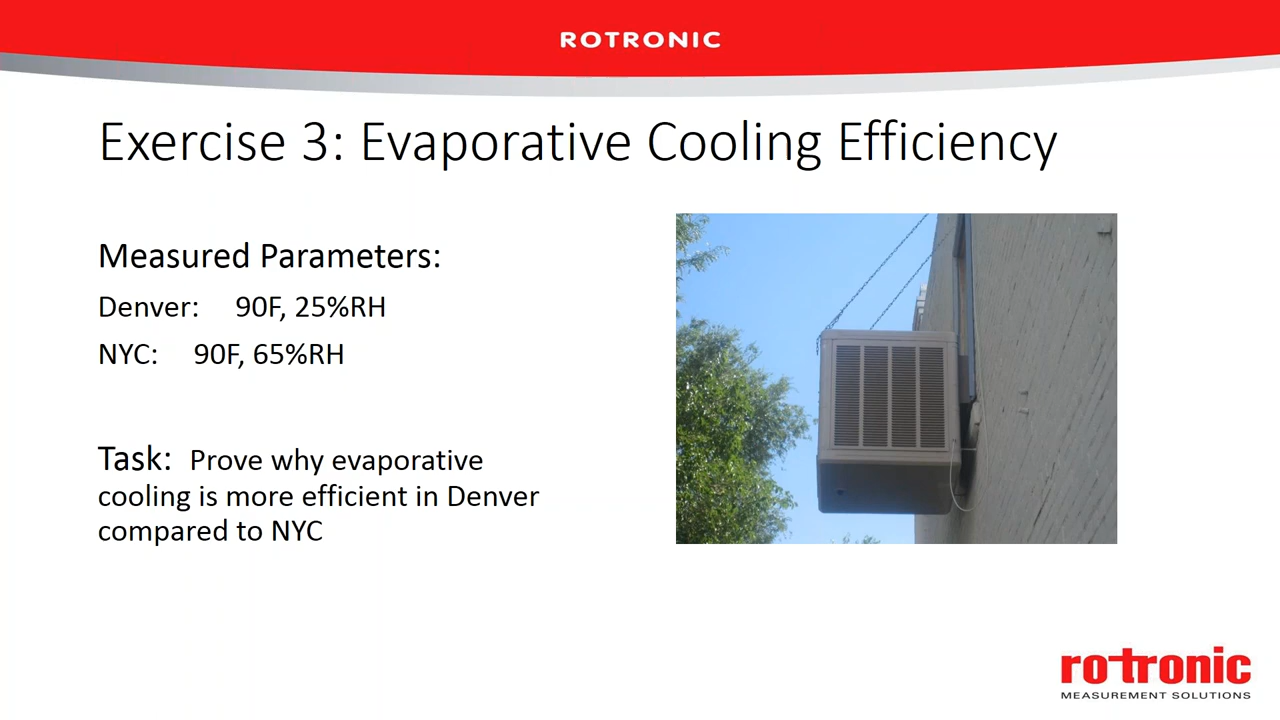 ROTRONIC
Exercise 3: Evaporative Cooling Efficiency
Measured Parameters:
Denver: 90F, 25%RH
NYC: 90F, 65%RH
Task: Prove why evaporative
cooling is more efficient in Denver
compared to NYC
rotronic
MEASUREMENT SOLUTIONS